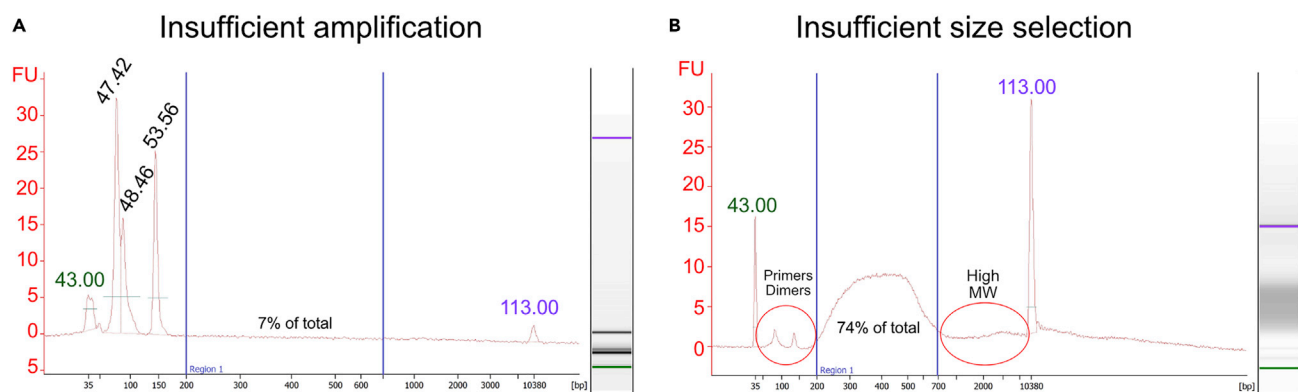 A
Insufficient amplification
FU
30
25
20
15
10
5
0
5
43.00
47.42
48.46
53.56
7% of total
113.00
Region 1
35 100 150 200 300 400 500 600 1000 2000 3000 10380 [bp]
B
Insufficient size selection
FU
30
25
20
15
10
5
0
43.00
Primers
Dimers
74% of total
High
MW
113.00
Region 1
35 100 200 300 400 500 700 2000 10380 [bp]